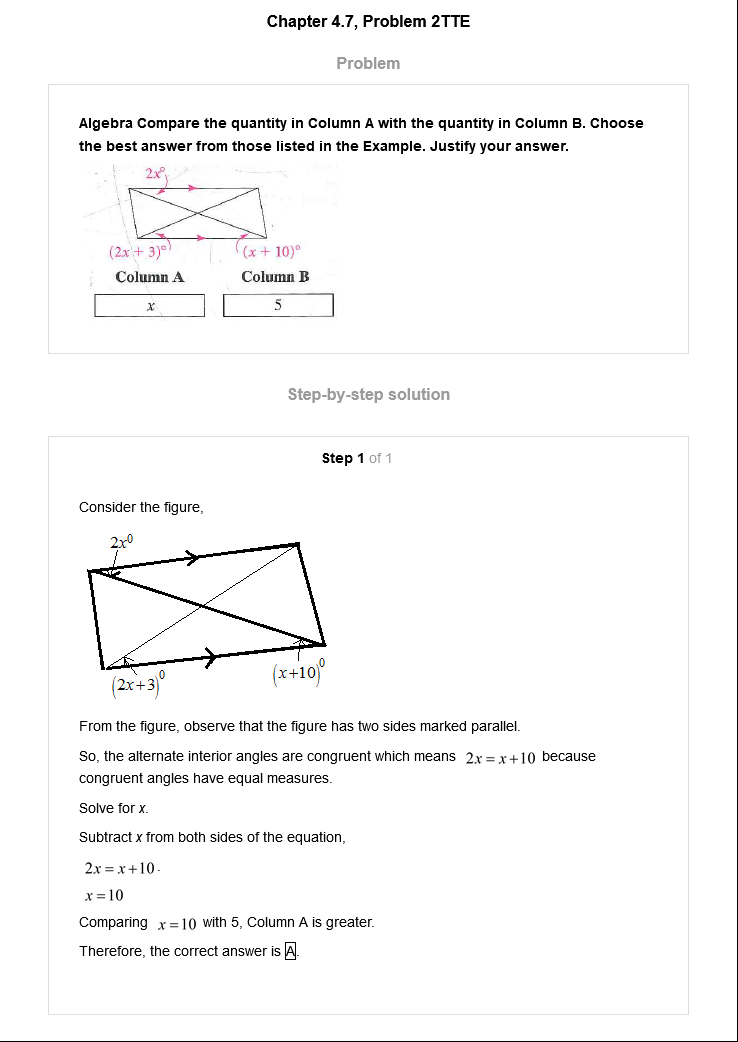 Chapter 4.7, Problem 2TTE
Problem
Algebra Compare the quantity in Column A with the quantity in Column B. Choose
the best answer from those listed in the Example. Justify your answer.
2x°
(2x + 3)° (x + 10)°
Column A Column B
x 5
Step-by-step solution
Step 1 of 1
Consider the figure,
2x⁰
(2x+3)⁰ (x+10)⁰
From the figure, observe that the figure has two sides marked parallel.
So, the alternate interior angles are congruent which means 2x = x+10 because
congruent angles have equal measures.
Solve for x.
Subtract x from both sides of the equation,
2x = x+10.
x = 10
Comparing x = 10 with 5, Column A is greater.
Therefore, the correct answer is A.